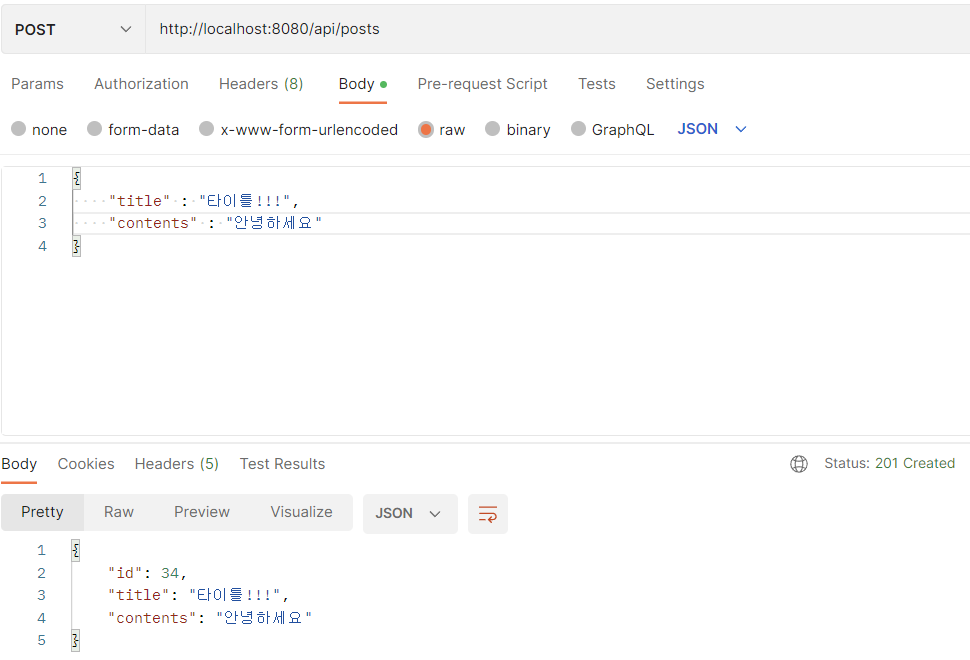 POST http://localhost:8080/api/posts
Params Authorization Headers (8) Body Pre-request Script Tests Settings
none form-data x-www-form-urlencoded raw binary GraphQL JSON
1 {
2 "title" : "타이틀!!!",
3 "contents" : "안녕하세요"
4 }
Body Cookies Headers (5) Test Results Status: 201 Created
Pretty Raw Preview Visualize JSON
1 {
2 "id": 34,
3 "title": "타이틀!!!",
4 "contents": "안녕하세요"
5 }